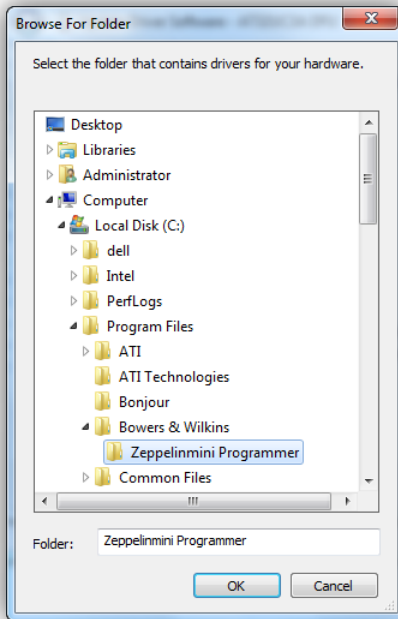 Browse For Folder
Select the folder that contains drivers for your hardware.
Desktop
Libraries
Administrator
Computer
Local Disk (C:)
dell
Intel
PerfLogs
Program Files
ATI
ATI Technologies
Bonjour
Bowers & Wilkins
Zeppelinmini Programmer
Common Files
Folder: Zeppelinmini Programmer
OK Cancel